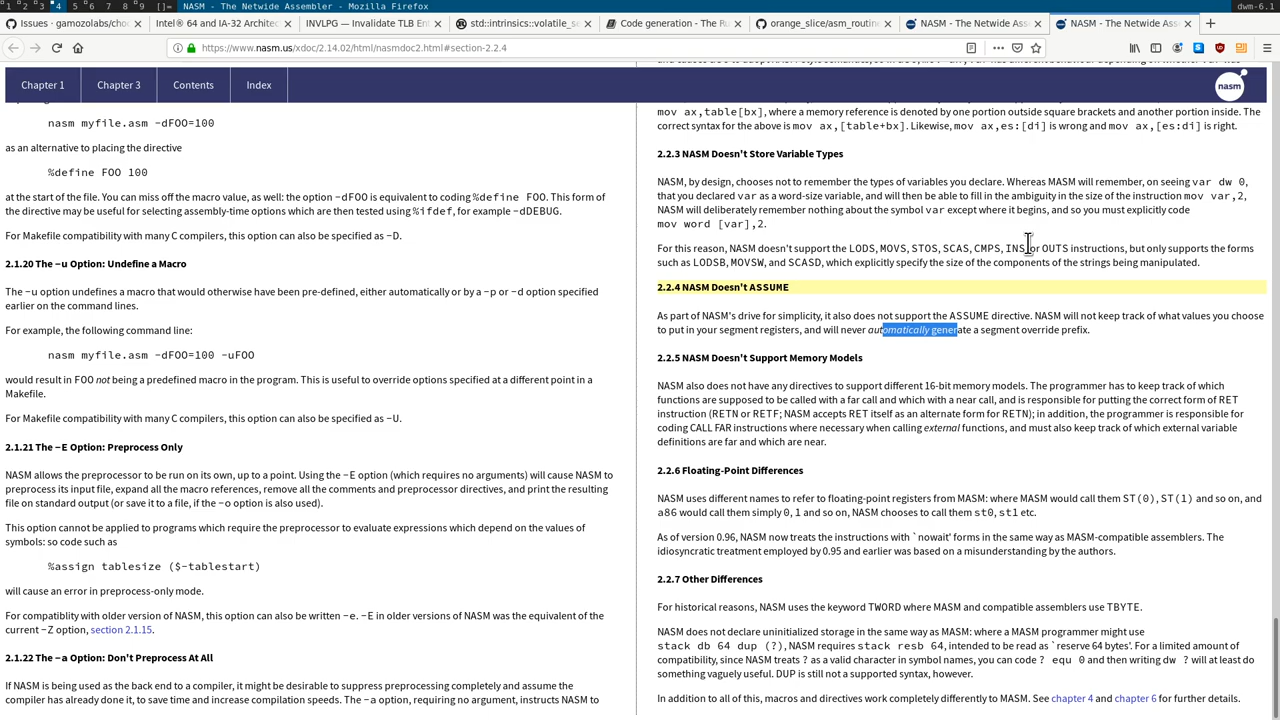 1 2 3 4 5 6 7 8 9 []= NASM - The Netwide Assembler - Mozilla Firefox dwm-6.1
Issues · gamozolabs/cho
Intel® 64 and IA-32 Architec
INVLPG — Invalidate TLB En
std::intrinsics::volatile_se
Code generation - The Ru
orange_slice/asm_routine
NASM - The Netwide Asse
NASM - The Netwide Asse
https://www.nasm.us/xdoc/2.14.02/html/nasmdoc2.html#section-2.2.4
Chapter 1 Chapter 3 Contents Index
nasm
nasm myfile.asm -dFOO=100
as an alternative to placing the directive
%define FOO 100
at the start of the file. You can miss off the macro value, as well: the option -dFOO is equivalent to coding %define FOO. This form of
the directive may be useful for selecting assembly-time options which are then tested using %ifdef, for example -dDEBUG.
For Makefile compatibility with many C compilers, this option can also be specified as -D.
2.1.20 The -u Option: Undefine a Macro
The -u option undefines a macro that would otherwise have been pre-defined, either automatically or by a -p or -d option specified
earlier on the command lines.
For example, the following command line:
nasm myfile.asm -dFOO=100 -uFOO
would result in FOO not being a predefined macro in the program. This is useful to override options specified at a different point in a
Makefile.
For Makefile compatibility with many C compilers, this option can also be specified as -U.
2.1.21 The -E Option: Preprocess Only
NASM allows the preprocessor to be run on its own, up to a point. Using the -E option (which requires no arguments) will cause NASM to
preprocess its input file, expand all the macro references, remove all the comments and preprocessor directives, and print the resulting
file on standard output (or save it to a file, if the -o option is also used).
This option cannot be applied to programs which require the preprocessor to evaluate expressions which depend on the values of
symbols: so code such as
%assign tablesize ($-tablestart)
will cause an error in preprocess-only mode.
For compatiblity with older version of NASM, this option can also be written -e. -E in older versions of NASM was the equivalent of the
current -Z option, section 2.1.15.
2.1.22 The -a Option: Don't Preprocess At All
If NASM is being used as the back end to a compiler, it might be desirable to suppress preprocessing completely and assume the
compiler has already done it, to save time and increase compilation speeds. The -a option, requiring no argument, instructs NASM to
mov ax,table[bx], where a memory reference is denoted by one portion outside square brackets and another portion inside. The
correct syntax for the above is mov ax,[table+bx]. Likewise, mov ax,es:[di] is wrong and mov ax,[es:di] is right.
2.2.3 NASM Doesn't Store Variable Types
NASM, by design, chooses not to remember the types of variables you declare. Whereas MASM will remember, on seeing var dw 0,
that you declared var as a word-size variable, and will then be able to fill in the ambiguity in the size of the instruction mov var,2,
NASM will deliberately remember nothing about the symbol var except where it begins, and so you must explicitly code
mov word [var],2.
For this reason, NASM doesn't support the LODS, MOVS, STOS, SCAS, CMPS, INS, or OUTS instructions, but only supports the forms
such as LODSB, MOVSW, and SCASD, which explicitly specify the size of the components of the strings being manipulated.
2.2.4 NASM Doesn't ASSUME
As part of NASM's drive for simplicity, it also does not support the ASSUME directive. NASM will not keep track of what values you choose
to put in your segment registers, and will never automatically generate a segment override prefix.
2.2.5 NASM Doesn't Support Memory Models
NASM also does not have any directives to support different 16-bit memory models. The programmer has to keep track of which
functions are supposed to be called with a far call and which with a near call, and is responsible for putting the correct form of RET
instruction (RETN or RETF; NASM accepts RET itself as an alternate form for RETN); in addition, the programmer is responsible for
coding CALL FAR instructions where necessary when calling external functions, and must also keep track of which external variable
definitions are far and which are near.
2.2.6 Floating-Point Differences
NASM uses different names to refer to floating-point registers from MASM: where MASM would call them ST(0), ST(1) and so on, and
a86 would call them simply 0, 1 and so on, NASM chooses to call them st0, st1 etc.
As of version 0.96, NASM now treats the instructions with `nowait' forms in the same way as MASM-compatible assemblers. The
idiosyncratic treatment employed by 0.95 and earlier was based on a misunderstanding by the authors.
2.2.7 Other Differences
For historical reasons, NASM uses the keyword TWORD where MASM and compatible assemblers use TBYTE.
NASM does not declare uninitialized storage in the same way as MASM: where a MASM programmer might use
stack db 64 dup (?), NASM requires stack resb 64, intended to be read as `reserve 64 bytes'. For a limited amount of
compatibility, since NASM treats ? as a valid character in symbol names, you can code ? equ 0 and then writing dw ? will at least do
something vaguely useful. DUP is still not a supported syntax, however.
In addition to all of this, macros and directives work completely differently to MASM. See chapter 4 and chapter 6 for further details.